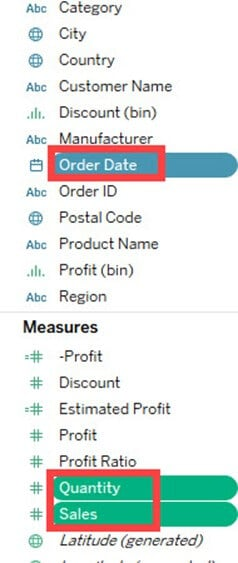 Abc Category
City
Country
Abc Customer Name
Discount (bin)
Abc Manufacturer
Order Date
Abc Order ID
Postal Code
Abc Product Name
Profit (bin)
Abc Region
Measures
=# -Profit
# Discount
=# Estimated Profit
# Profit
=# Profit Ratio
# Quantity
# Sales
Latitude (generated)